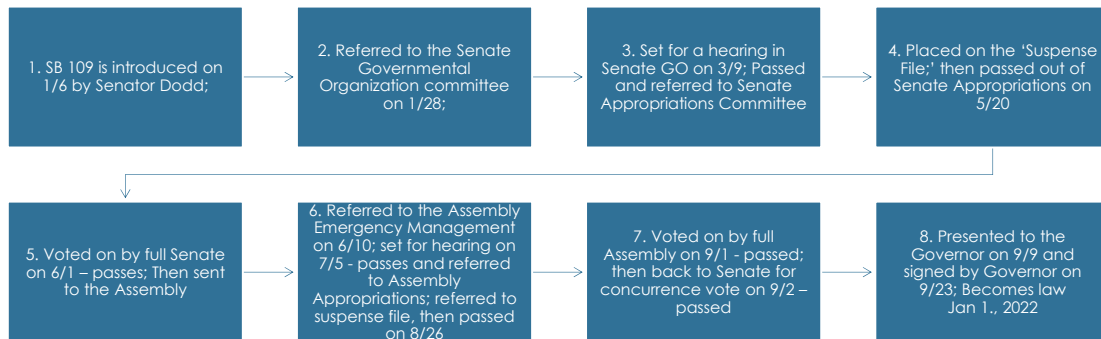 1. SB 109 is introduced on
1/6 by Senator Dodd;
2. Referred to the Senate
Governmental
Organization committee
on 1/28;
3. Set for a hearing in
Senate GO on 3/9; Passed
and referred to Senate
Appropriations Committee
4. Placed on the ‘Suspense
File;’ then passed out of
Senate Appropriations on
5/20
5. Voted on by full Senate
on 6/1 – passes; Then sent
to the Assembly
6. Referred to the Assembly
Emergency Management
on 6/10; set for hearing on
7/5 - passes and referred
to Assembly
Appropriations; referred to
suspense file, then passed
on 8/26
7. Voted on by full
Assembly on 9/1 - passed;
then back to Senate for
concurrence vote on 9/2 –
passed
8. Presented to the
Governor on 9/9 and
signed by Governor on
9/23; Becomes law
Jan 1., 2022